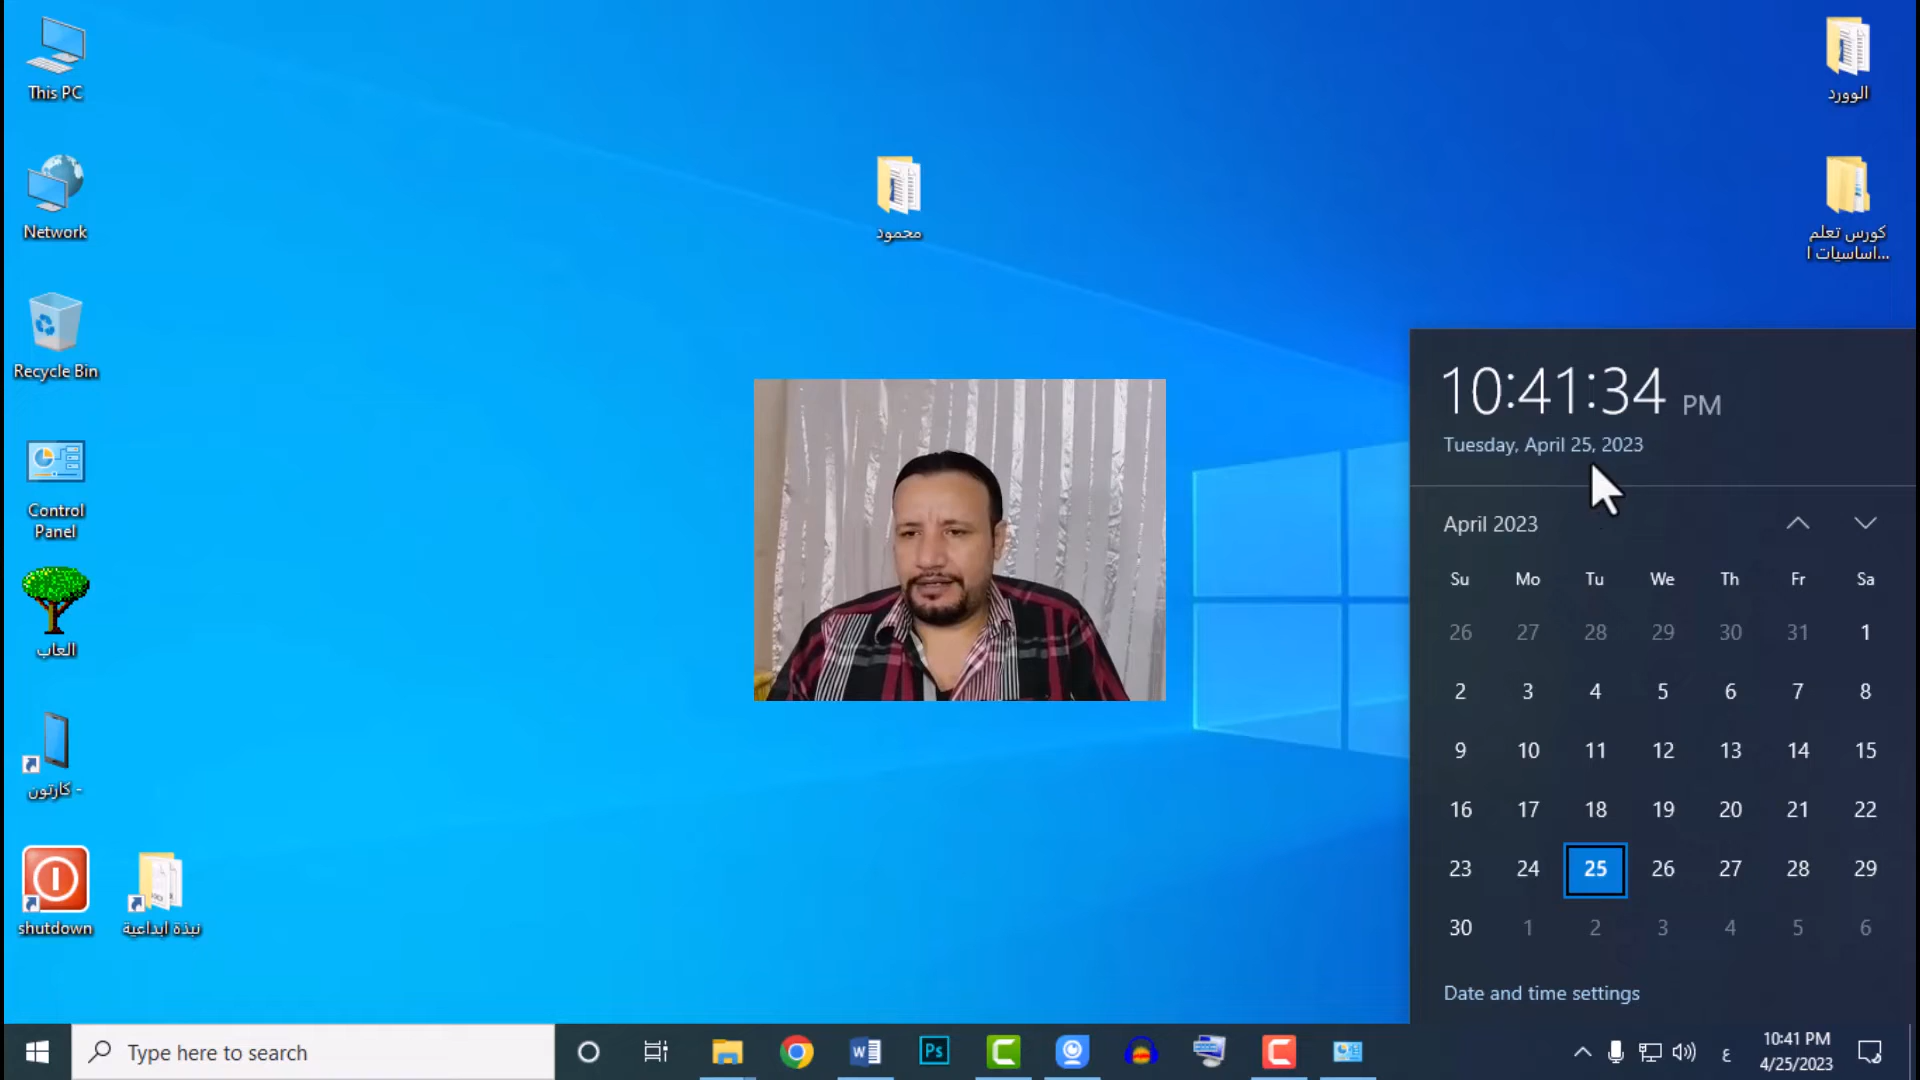 This PC
Network
Recycle Bin
Control
Panel
العاب
كارتون -
shutdown
نبذة ابداعية
محمود
الوورد
كورس تعلم
اساسيات ا...
10:41:34 PM
Tuesday, April 25, 2023
April 2023
Su Mo Tu We Th Fr Sa
26 27 28 29 30 31 1
2 3 4 5 6 7 8
9 10 11 12 13 14 15
16 17 18 19 20 21 22
23 24 25 26 27 28 29
30 1 2 3 4 5 6
Date and time settings
Type here to search
W
Ps
ع
10:41 PM
4/25/2023